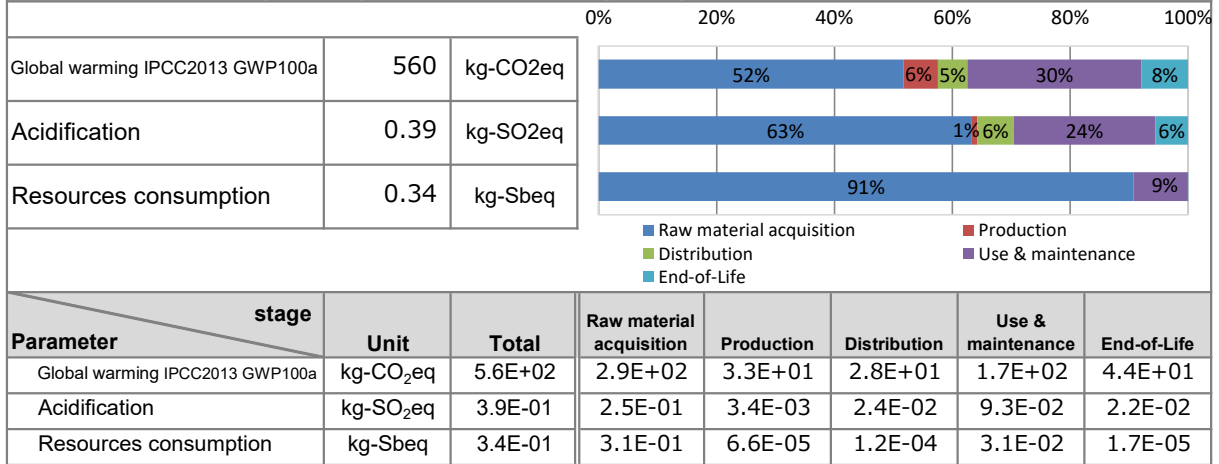 0% 20% 40% 60% 80% 100%
Global warming IPCC2013 GWP100a 560 kg-CO2eq 52% 6% 5% 30% 8%
Acidification 0.39 kg-SO2eq 63% 1% 6% 24% 6%
Resources consumption 0.34 kg-Sbeq 91% 9%
Raw material acquisition Production
Distribution Use & maintenance
End-of-Life
stage
Parameter Unit Total Raw material acquisition Production Distribution Use & maintenance End-of-Life
Global warming IPCC2013 GWP100a kg-CO₂eq 5.6E+02 2.9E+02 3.3E+01 2.8E+01 1.7E+02 4.4E+01
Acidification kg-SO₂eq 3.9E-01 2.5E-01 3.4E-03 2.4E-02 9.3E-02 2.2E-02
Resources consumption kg-Sbeq 3.4E-01 3.1E-01 6.6E-05 1.2E-04 3.1E-02 1.7E-05